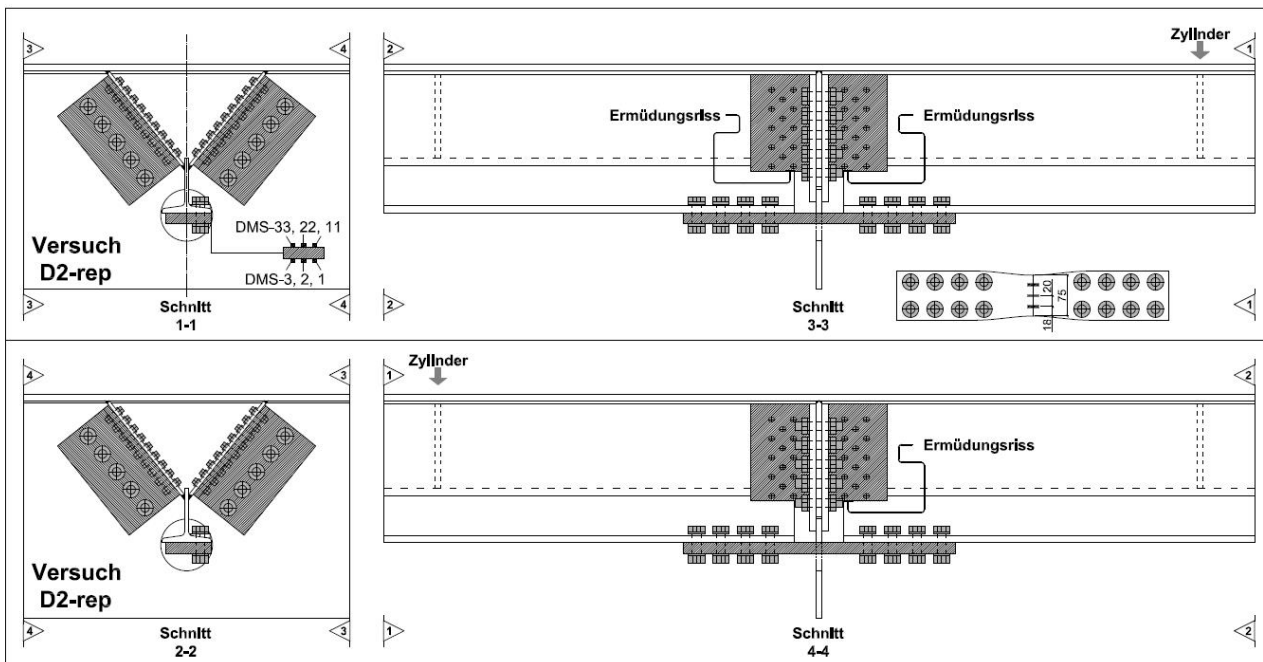 3
4
DMS-33, 22, 11
DMS-3, 2, 1
Versuch
D2-rep
3
4
Schnitt
1-1
2
Zylinder
1
Ermüdungsriss
Ermüdungsriss
20
75
18
2
1
Schnitt
3-3
4
3
Versuch
D2-rep
4
3
Schnitt
2-2
Zylinder
1
2
Ermüdungsriss
1
2
Schnitt
4-4